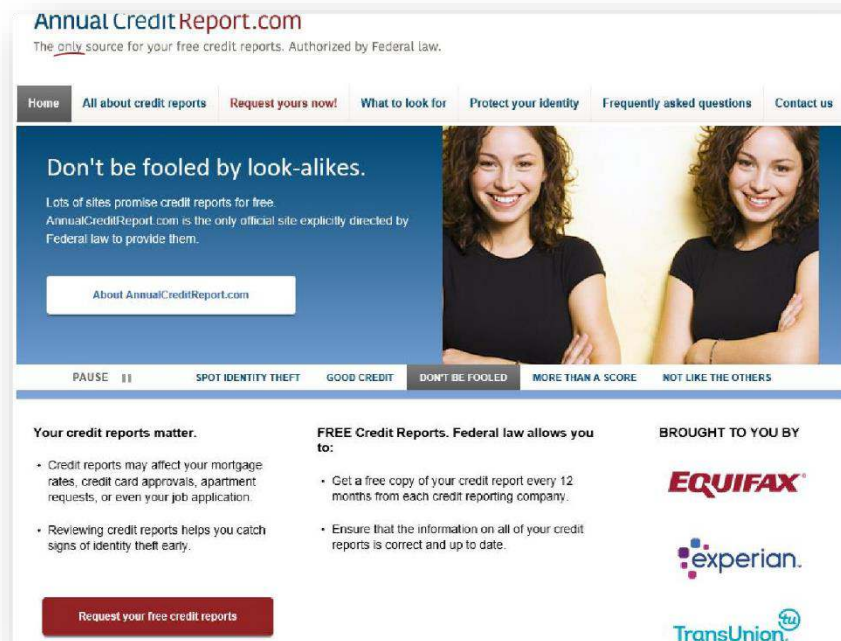 AnnualCreditReport.com
The only source for your free credit reports. Authorized by Federal law.
Home All about credit reports Request yours now! What to look for Protect your identity Frequently asked questions Contact us
Don't be fooled by look-alikes.
Lots of sites promise credit reports for free.
AnnualCreditReport.com is the only official site explicitly directed by
Federal law to provide them.
About AnnualCreditReport.com
PAUSE SPOT IDENTITY THEFT GOOD CREDIT DON'T BE FOOLED MORE THAN A SCORE NOT LIKE THE OTHERS
Your credit reports matter.
• Credit reports may affect your mortgage
rates, credit card approvals, apartment
requests, or even your job application.
• Reviewing credit reports helps you catch
signs of identity theft early.
Request your free credit reports
FREE Credit Reports. Federal law allows you
to:
• Get a free copy of your credit report every 12
months from each credit reporting company.
• Ensure that the information on all of your credit
reports is correct and up to date.
BROUGHT TO YOU BY
EQUIFAX
experian.
tu
TransUnion.